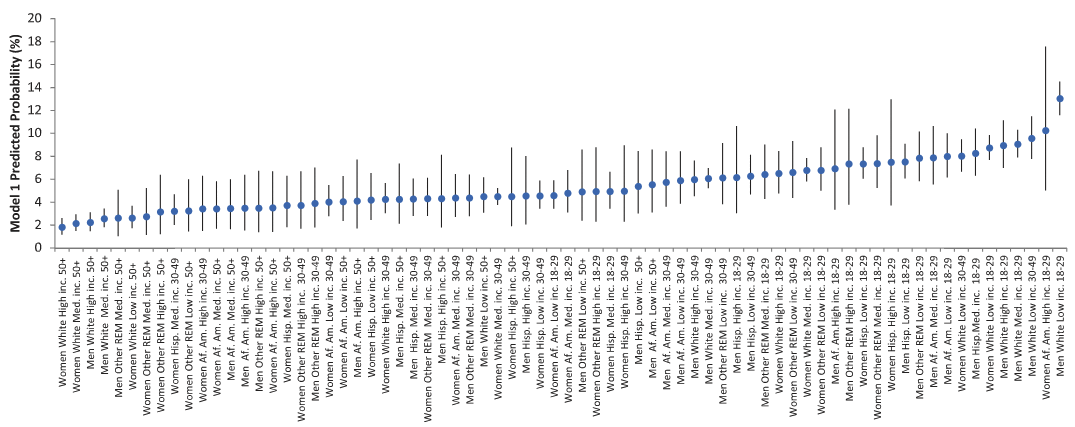 Model 1 Predicted Probability (%)
20
18
16
14
12
10
8
6
4
2
0
Women White High inc. 50+
Women White Med. inc. 50+
Men White High inc. 50+
Men White Med. inc. 50+
Men Other REM Med. inc. 50+
Women White Low inc. 50+
Women Other REM Med. inc. 50+
Women Other REM High inc. 50+
Women Hisp. Med. inc. 30-49
Women Other REM Low inc. 50+
Women Af. Am. High inc. 30-49
Women Af. Am. Med. inc. 50+
Men Af. Am. Med. inc. 50+
Men Af. Am. High inc. 30-49
Men Other REM High inc. 50+
Women Af. Am. High inc. 50+
Women Hisp. Med. inc. 50+
Women Other REM High inc. 30-49
Men Other REM High inc. 30-49
Women Af. Am. Low inc. 30-49
Women Af. Am. Low inc. 50+
Men Af. Am. High inc. 50+
Women Hisp. Low inc. 50+
Women White High inc. 30-49
Men Hisp. Med. inc. 50+
Men Hisp. Med. inc. 30-49
Women Other REM Med. inc. 30-49
Men Hisp. High inc. 50+
Women Af. Am. Med. inc. 30-49
Men Af. Am. Med. inc. 30-49
Men White Low inc. 50+
Women White Med. inc. 30-49
Women Hisp. High inc. 50+
Men Hisp. High inc. 30-49
Women Hisp. Low inc. 30-49
Women Af. Am. Low inc. 18-29
Women Af. Am. Med. inc. 18-29
Men Other REM Low inc. 50+
Women Other REM High inc. 18-29
Women Hisp. Med. inc. 18-29
Women Hisp. High inc. 30-49
Men Hisp. Low inc. 50+
Men Af. Am. Low inc. 50+
Men Other REM Med. inc. 30-49
Men Af. Am. Low inc. 30-49
Men White High inc. 30-49
Men White Med. inc. 30-49
Men Other REM Low inc. 30-49
Men Hisp. High inc. 18-29
Men Hisp. Low inc. 30-49
Men Other REM Med. inc. 18-29
Women White High inc. 18-29
Women Other REM Low inc. 30-49
Women White Med. inc. 18-29
Women Other REM Low inc. 18-29
Men Af. Am.High inc. 18-29
Men Other REM High inc. 18-29
Women Hisp. Low inc. 18-29
Women Other REM Med. inc. 18-29
Women Hisp. High inc. 18-29
Men Hisp. Low inc. 18-29
Men Other REM Low inc. 18-29
Men Af. Am. Med. inc. 18-29
Men Af. Am. Low inc. 18-29
Women White Low inc. 30-49
Men Hisp.Med. inc. 18-29
Women White Low inc. 18-29
Men White High inc. 18-29
Men White Med. inc. 18-29
Men White Low inc. 30-49
Women Af. Am. High inc. 18-29
Men White Low inc. 18-29